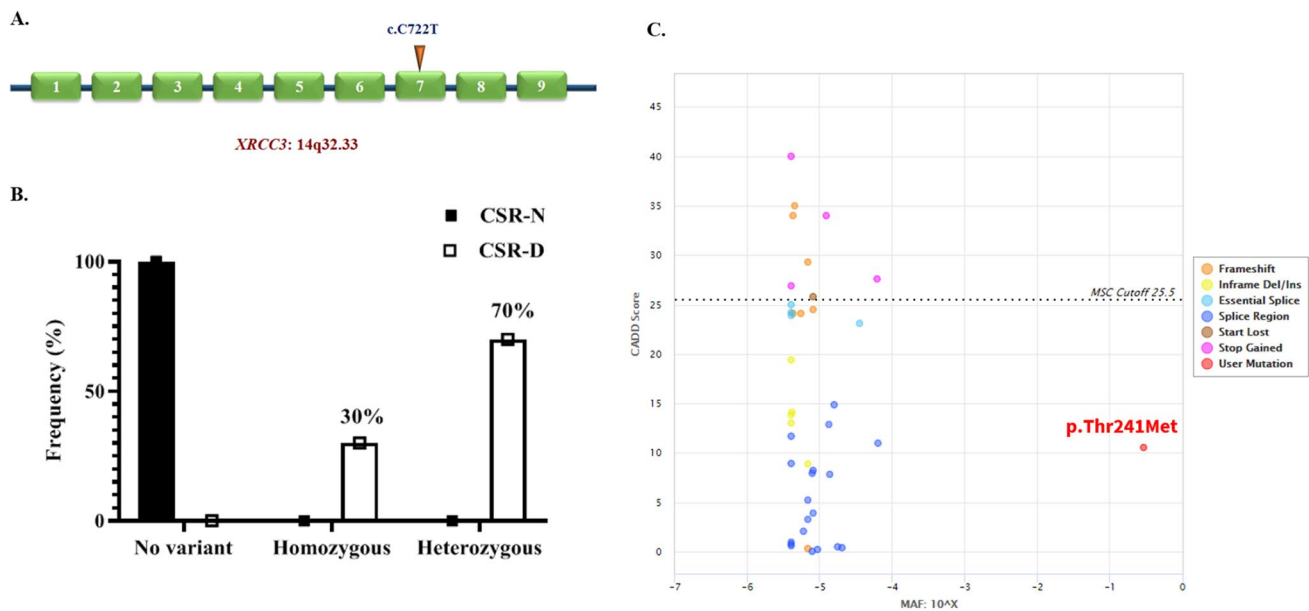 A.
c.C722T
1 2 3 4 5 6 7 8 9
XRCC3: 14q32.33
B.
CSR-N
CSR-D
Frequency (%)
100
50
0
30%
70%
No variant Homozygous Heterozygous
C.
CADD Score
45
40
35
30
25
20
15
10
5
0
MSC Cutoff 25.5
p.Thr241Met
-7 -6 -5 -4 -3 -2 -1 0
MAF: 10^X
Frameshift
Inframe Del/Ins
Essential Splice
Splice Region
Start Lost
Stop Gained
User Mutation